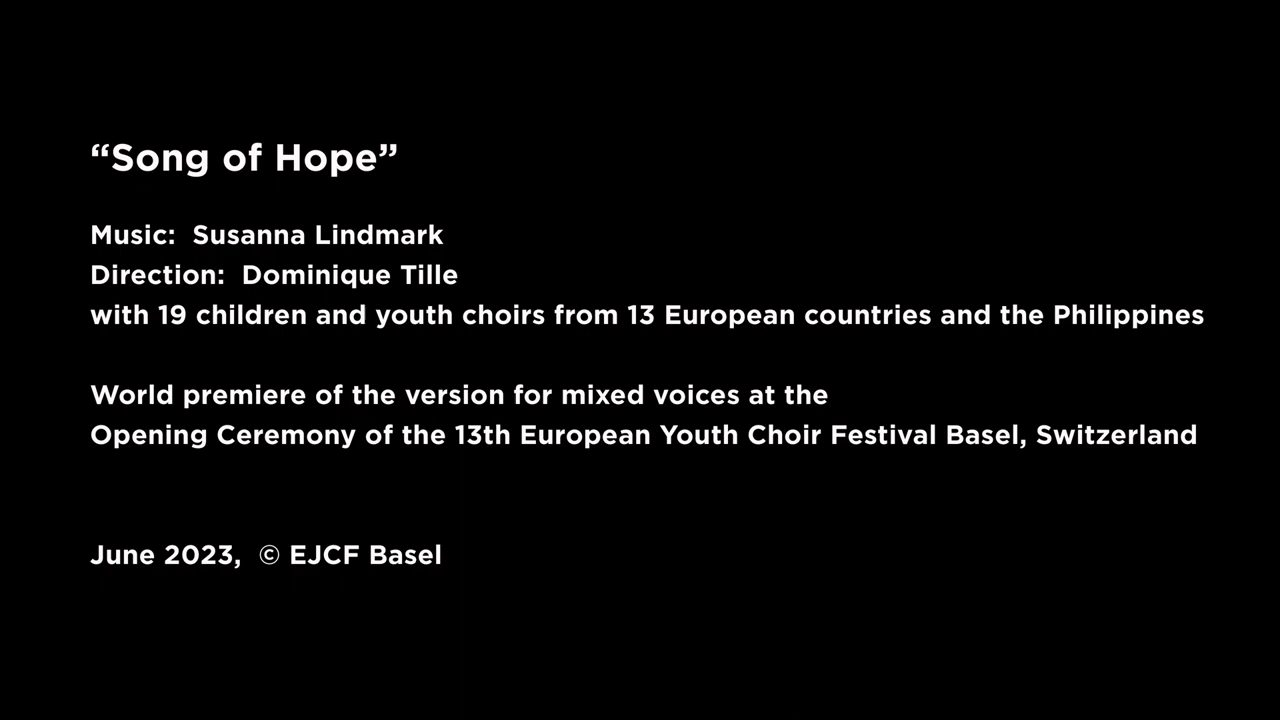 “Song of Hope”
Music: Susanna Lindmark
Direction: Dominique Tille
with 19 children and youth choirs from 13 European countries and the Philippines
World premiere of the version for mixed voices at the
Opening Ceremony of the 13th European Youth Choir Festival Basel, Switzerland
June 2023, © EJCF Basel